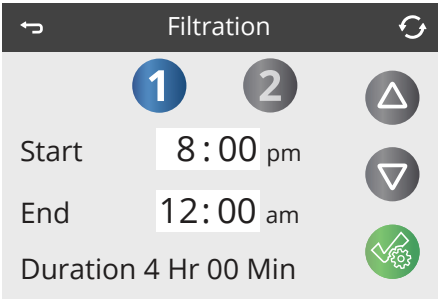 Filtration
1 2
Start 8:00 pm
End 12:00 am
Duration 4 Hr 00 Min